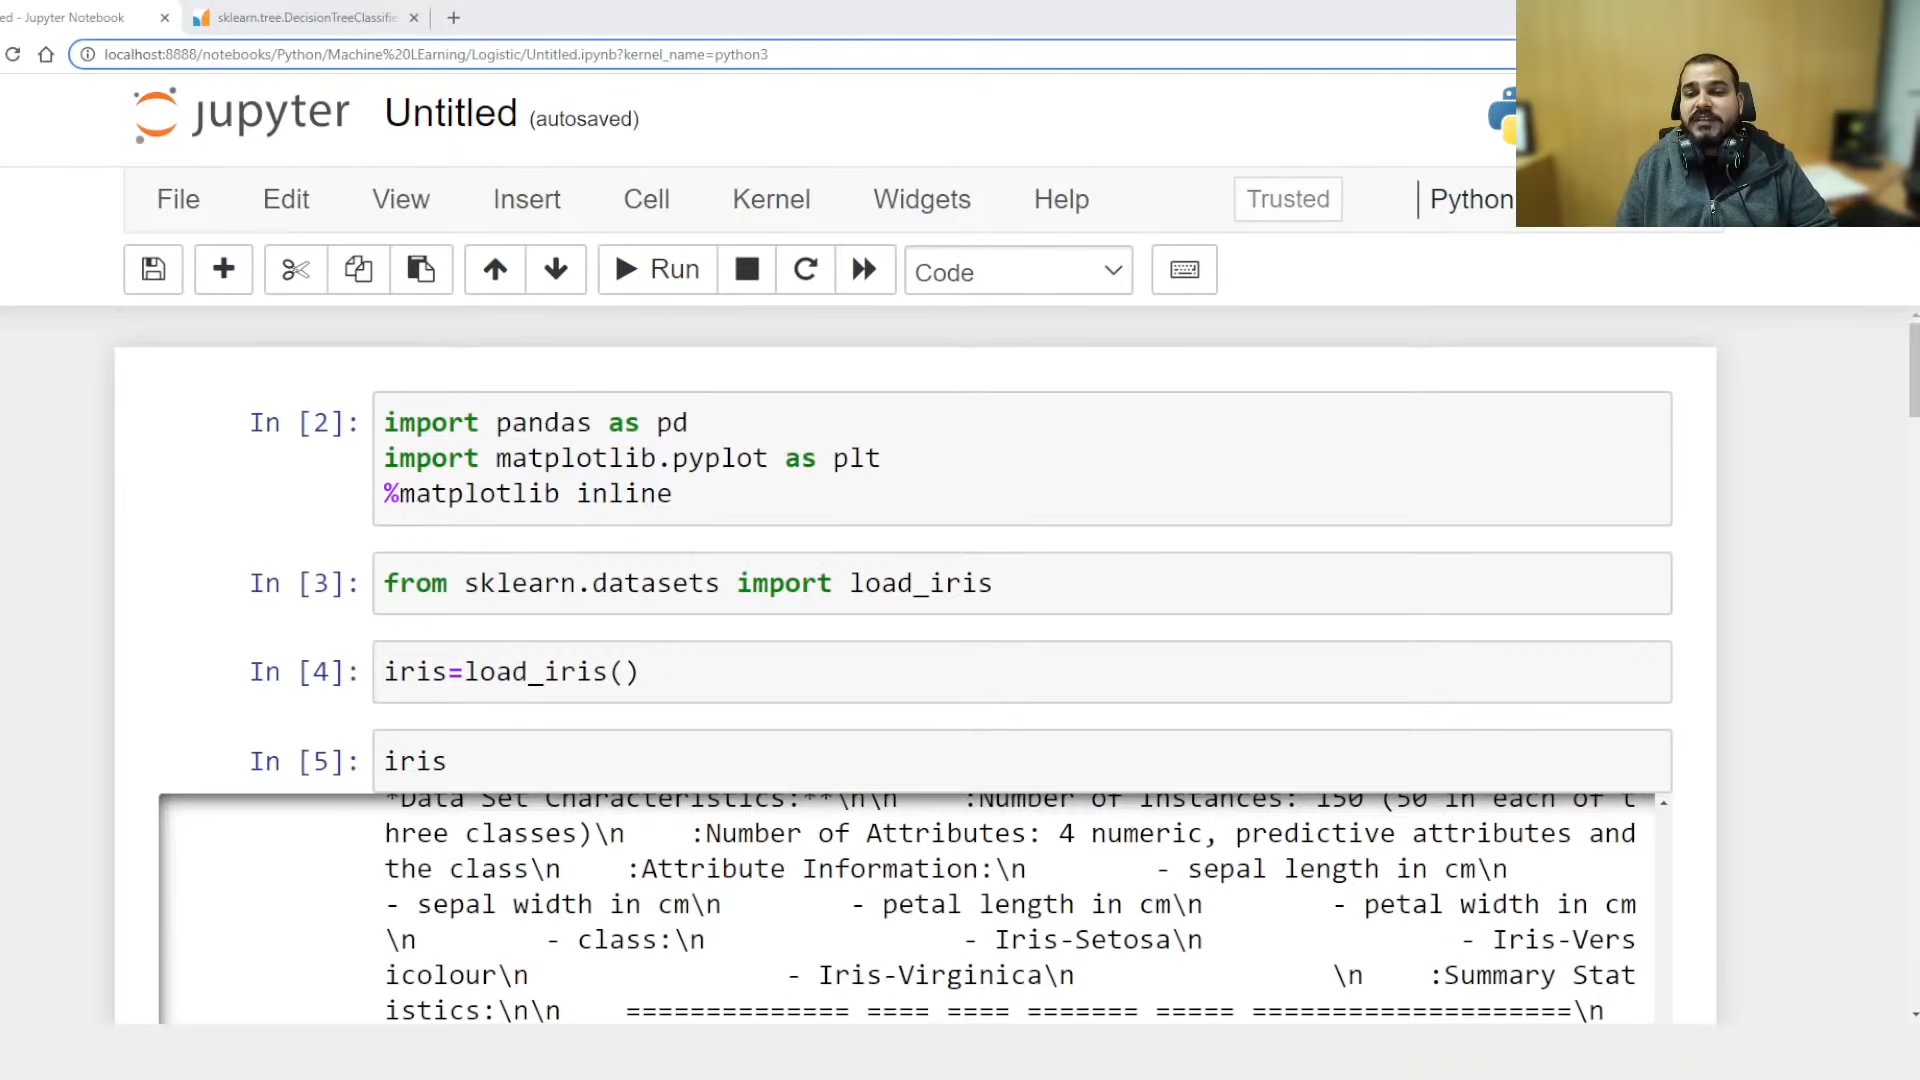 ed - Jupyter Notebook
sklearn.tree.DecisionTreeClassifie
localhost:8888/notebooks/Python/Machine%20LEarning/Logistic/Untitled.ipynb?kernel_name=python3
jupyter Untitled (autosaved)
File Edit View Insert Cell Kernel Widgets Help Trusted Python
Run Code
In [2]: import pandas as pd
import matplotlib.pyplot as plt
%matplotlib inline
In [3]: from sklearn.datasets import load_iris
In [4]: iris=load_iris()
In [5]: iris
*Data Set Characteristics:**\n\n :Number of Instances: 150 (50 in each of t
hree classes)\n :Number of Attributes: 4 numeric, predictive attributes and
the class\n :Attribute Information:\n - sepal length in cm\n
- sepal width in cm\n - petal length in cm\n - petal width in cm
\n - class:\n - Iris-Setosa\n - Iris-Vers
icolour\n - Iris-Virginica\n \n :Summary Stat
istics:\n\n ============== ==== ==== ======= ===== ====================\n